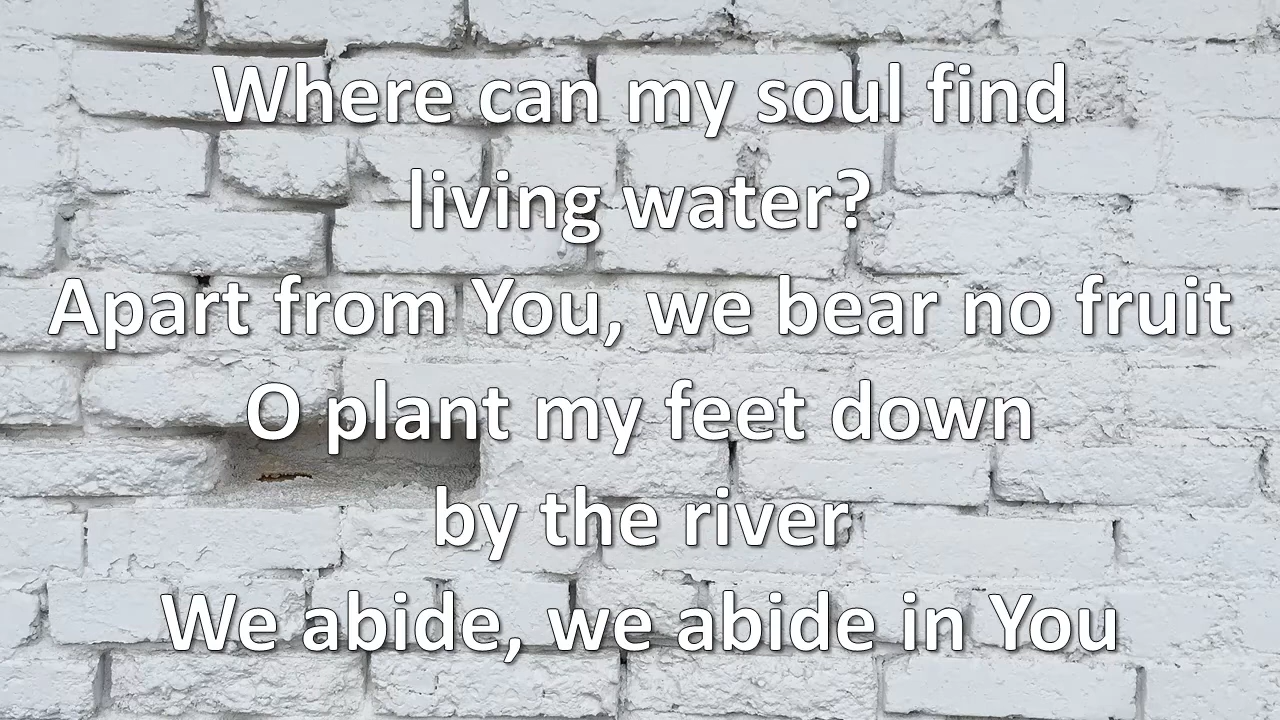 Where can my soul find
living water?
Apart from You, we bear no fruit
O plant my feet down
by the river
We abide, we abide in You